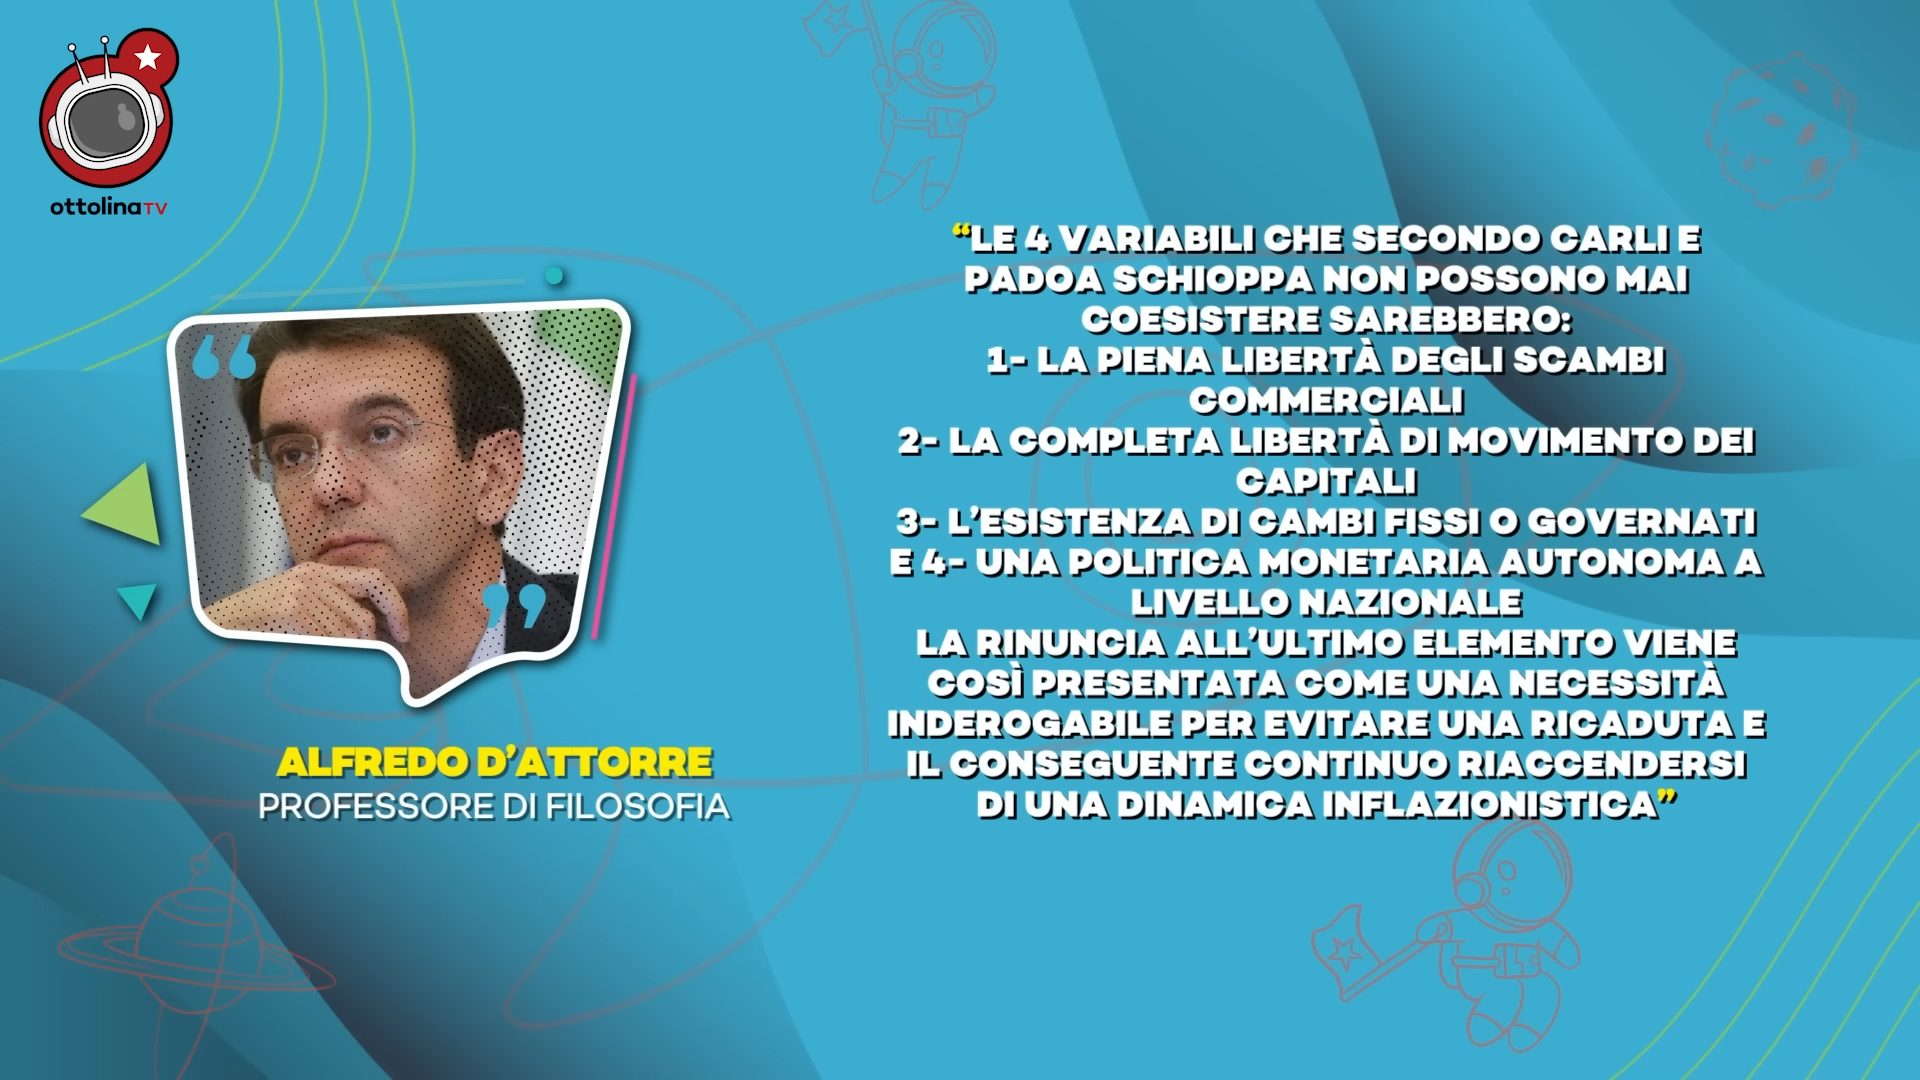 ottolinaTV
“LE 4 VARIABILI CHE SECONDO CARLI E
PADOA SCHIOPPA NON POSSONO MAI
COESISTERE SAREBBERO:
1- LA PIENA LIBERTÀ DEGLI SCAMBI
COMMERCIALI
2- LA COMPLETA LIBERTÀ DI MOVIMENTO DEI
CAPITALI
3- L’ESISTENZA DI CAMBI FISSI O GOVERNATI
E 4- UNA POLITICA MONETARIA AUTONOMA A
LIVELLO NAZIONALE
LA RINUNCIA ALL’ULTIMO ELEMENTO VIENE
COSÌ PRESENTATA COME UNA NECESSITÀ
INDEROGABILE PER EVITARE UNA RICADUTA E
IL CONSEGUENTE CONTINUO RIACCENDERSI
DI UNA DINAMICA INFLAZIONISTICA”
ALFREDO D’ATTORRE
PROFESSORE DI FILOSOFIA